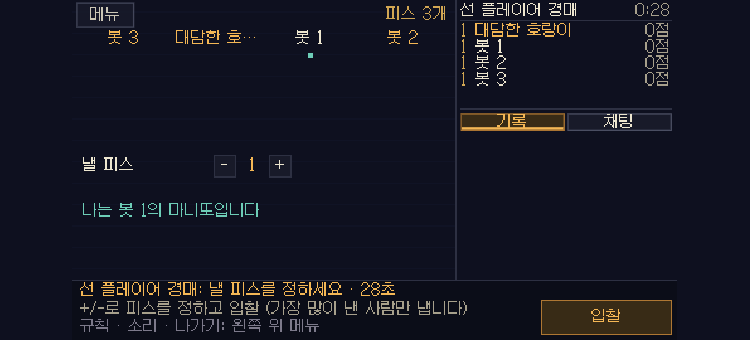 메뉴
피스 3개
봇 3 대담한 호… 봇 1 봇 2
낼 피스 - 1 +
나는 봇 1의 마니또입니다
선 플레이어 경매: 낼 피스를 정하세요 · 28초
+/-로 피스를 정하고 입찰 (가장 많이 낸 사람만 냅니다)
규칙 · 소리 · 나가기: 왼쪽 위 메뉴
선 플레이어 경매 0:28
1 대담한 호랑이 0점
1 봇 1 0점
1 봇 2 0점
1 봇 3 0점
기록 채팅
입찰